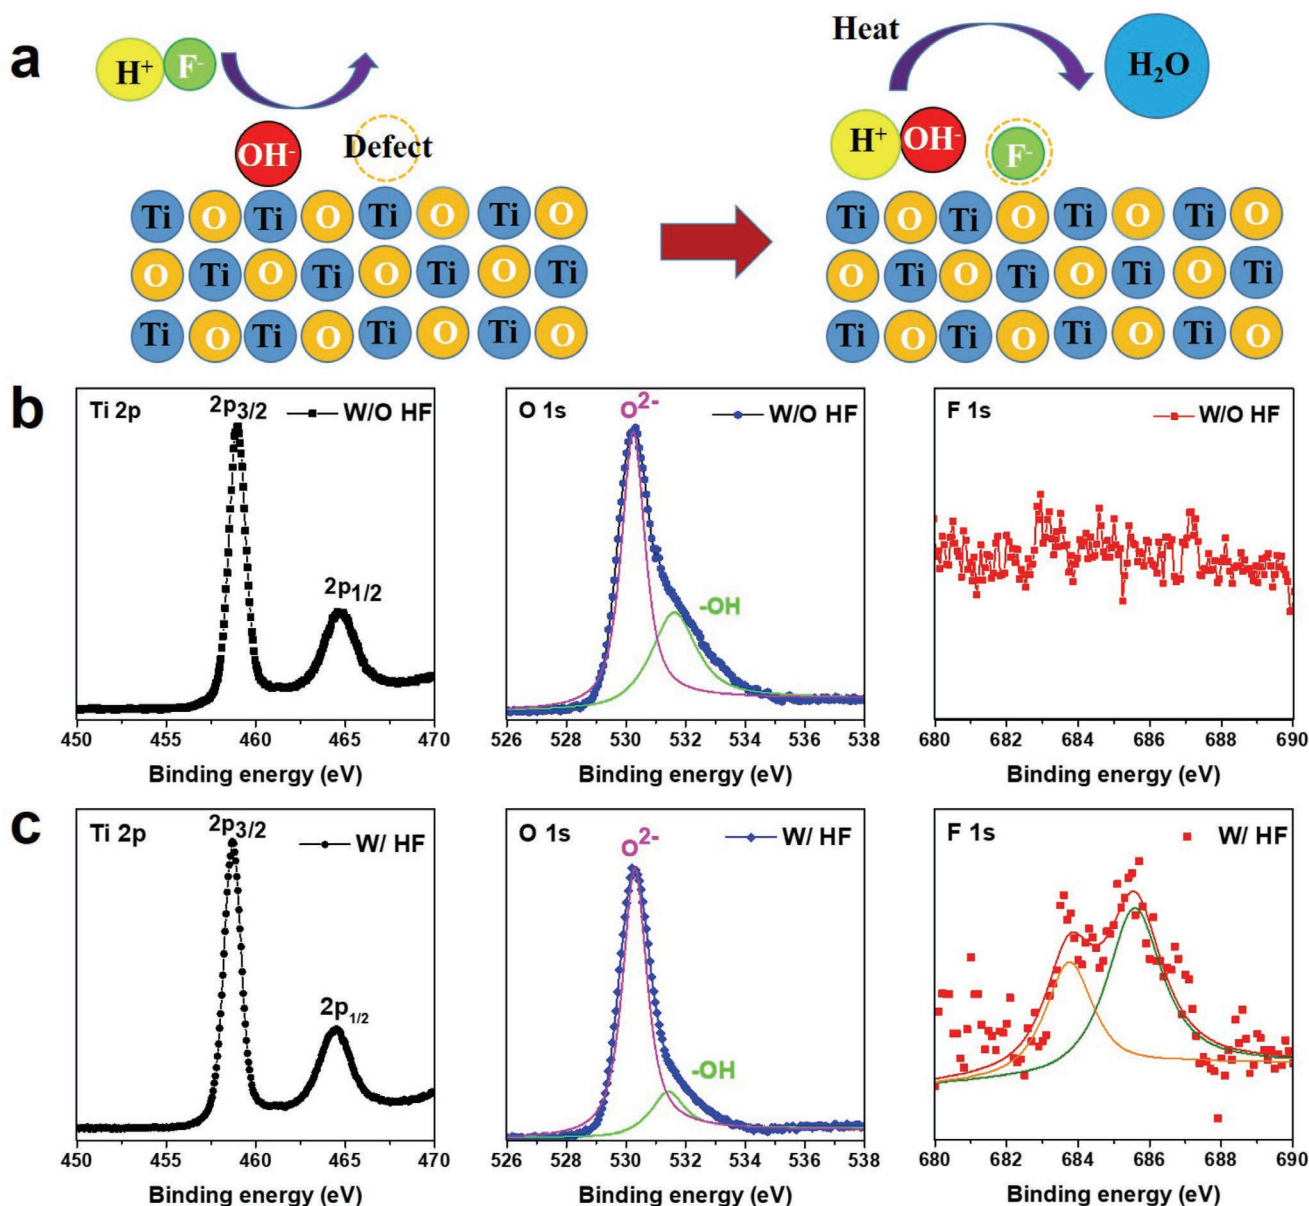 a
H+ F-
OH-
Defect
Ti O Ti O Ti O Ti O
O Ti O Ti O Ti O Ti
Ti O Ti O Ti O Ti O
Heat
H2O
H+ OH- F-
Ti O Ti O Ti O Ti O
O Ti O Ti O Ti O Ti
Ti O Ti O Ti O Ti O
b
Ti 2p
2p3/2
W/O HF
2p1/2
450 455 460 465 470
Binding energy (eV)
O 1s
O2-
W/O HF
-OH
526 528 530 532 534 536 538
Binding energy (eV)
F 1s
W/O HF
680 682 684 686 688 690
Binding energy (eV)
c
Ti 2p
2p3/2
W/ HF
2p1/2
450 455 460 465 470
Binding energy (eV)
O 1s
O2-
W/ HF
-OH
526 528 530 532 534 536 538
Binding energy (eV)
F 1s
W/ HF
680 682 684 686 688 690
Binding energy (eV)